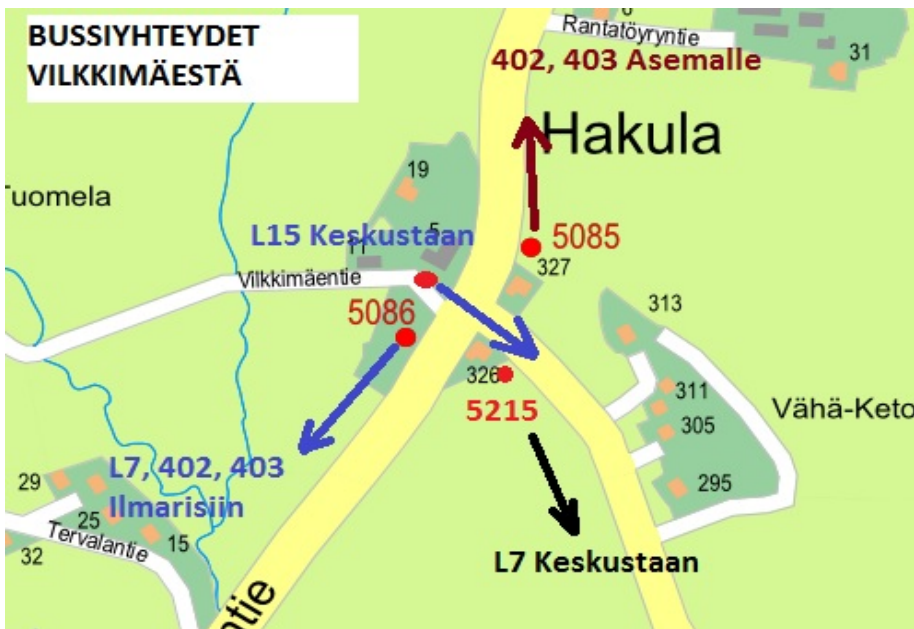 BUSSIYHTEYDET
VILKKIMÄESTÄ
6
Rantatöyryntie
31
402, 403 Asemalle
Hakula
19
Tuomela
5
L15 Keskustaan
11
5085
327
Vilkkimäentie
5086
313
326
311
5215
305
Vähä-Keto
L7, 402, 403
Ilmarisiin
29
25
15
295
Tervalantie
32
L7 Keskustaan
ntie